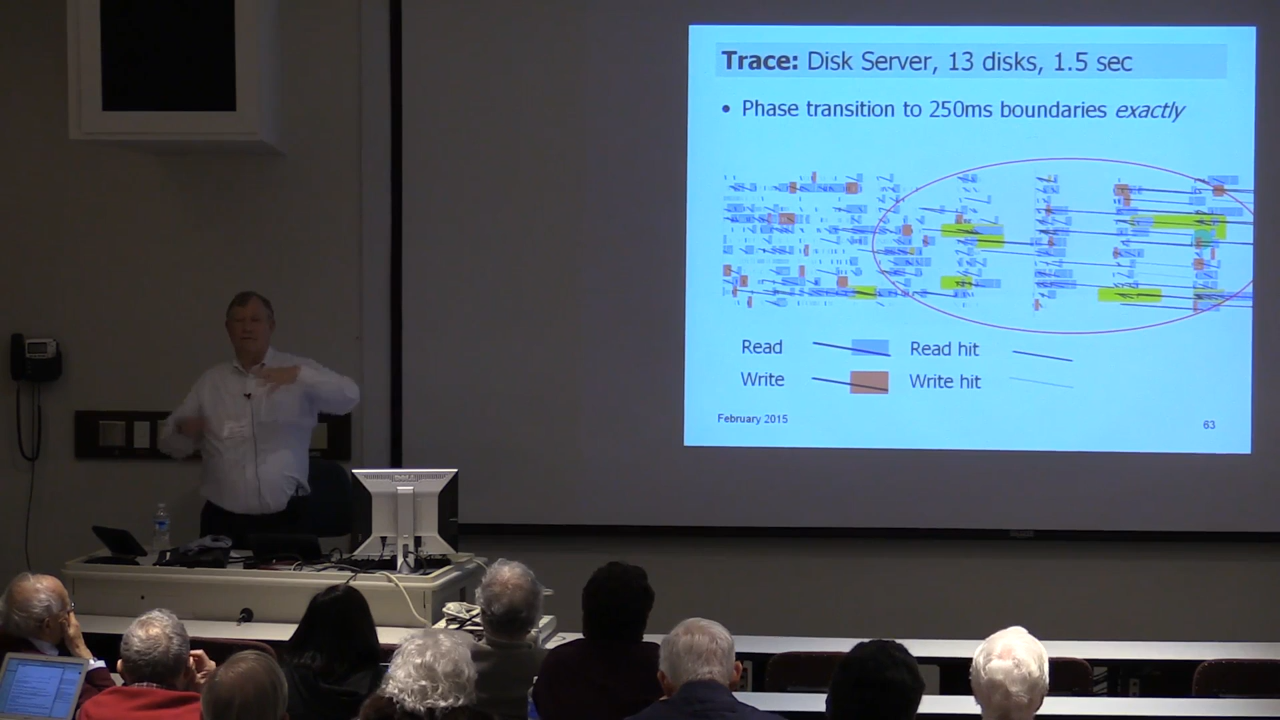 Trace: Disk Server, 13 disks, 1.5 sec
• Phase transition to 250ms boundaries exactly
Read
Read hit
Write
Write hit
February 2015
63
DELL